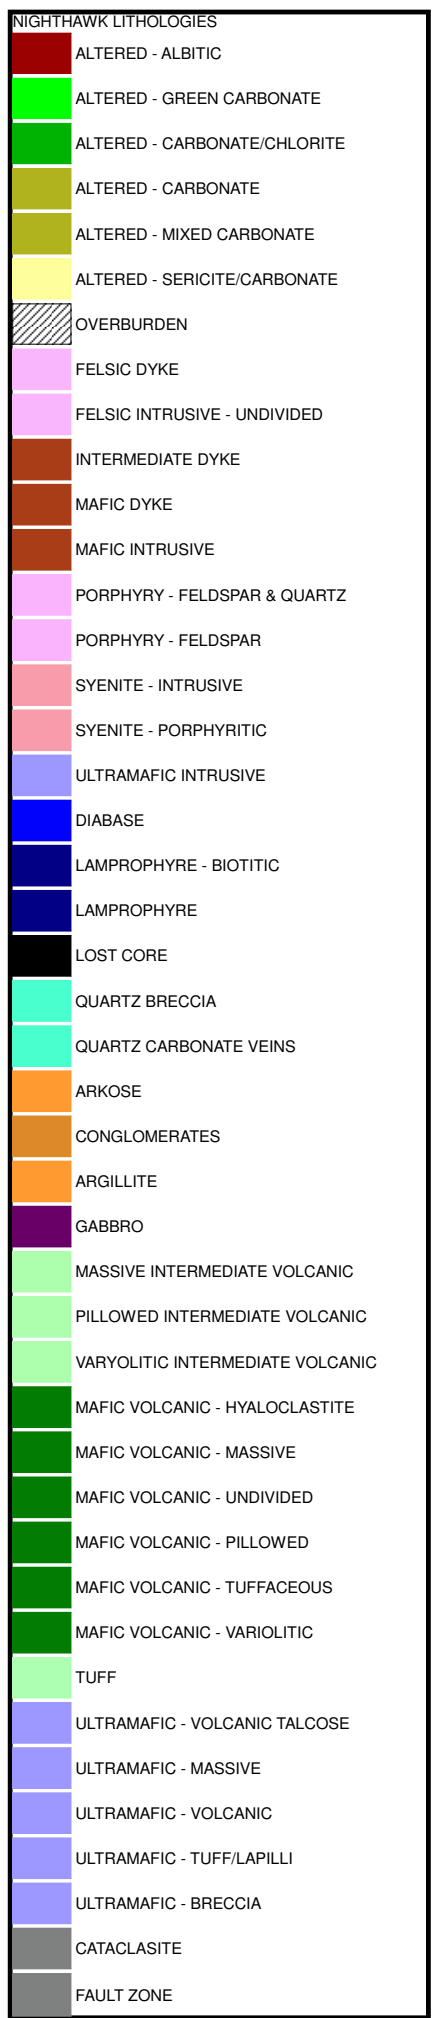 NIGHTHAWK LITHOLOGIES
ALTERED - ALBITIC
ALTERED - GREEN CARBONATE
ALTERED - CARBONATE/CHLORITE
ALTERED - CARBONATE
ALTERED - MIXED CARBONATE
ALTERED - SERICITE/CARBONATE
OVERBURDEN
FELSIC DYKE
FELSIC INTRUSIVE - UNDIVIDED
INTERMEDIATE DYKE
MAFIC DYKE
MAFIC INTRUSIVE
PORPHYRY - FELDSPAR & QUARTZ
PORPHYRY - FELDSPAR
SYENITE - INTRUSIVE
SYENITE - PORPHYRITIC
ULTRAMAFIC INTRUSIVE
DIABASE
LAMPROPHYRE - BIOTITIC
LAMPROPHYRE
LOST CORE
QUARTZ BRECCIA
QUARTZ CARBONATE VEINS
ARKOSE
CONGLOMERATES
ARGILLITE
GABBRO
MASSIVE INTERMEDIATE VOLCANIC
PILLOWED INTERMEDIATE VOLCANIC
VARYOLITIC INTERMEDIATE VOLCANIC
MAFIC VOLCANIC - HYALOCLASTITE
MAFIC VOLCANIC - MASSIVE
MAFIC VOLCANIC - UNDIVIDED
MAFIC VOLCANIC - PILLOWED
MAFIC VOLCANIC - TUFFACEOUS
MAFIC VOLCANIC - VARIOLITIC
TUFF
ULTRAMAFIC - VOLCANIC TALCOSE
ULTRAMAFIC - MASSIVE
ULTRAMAFIC - VOLCANIC
ULTRAMAFIC - TUFF/LAPILLI
ULTRAMAFIC - BRECCIA
CATACLASITE
FAULT ZONE